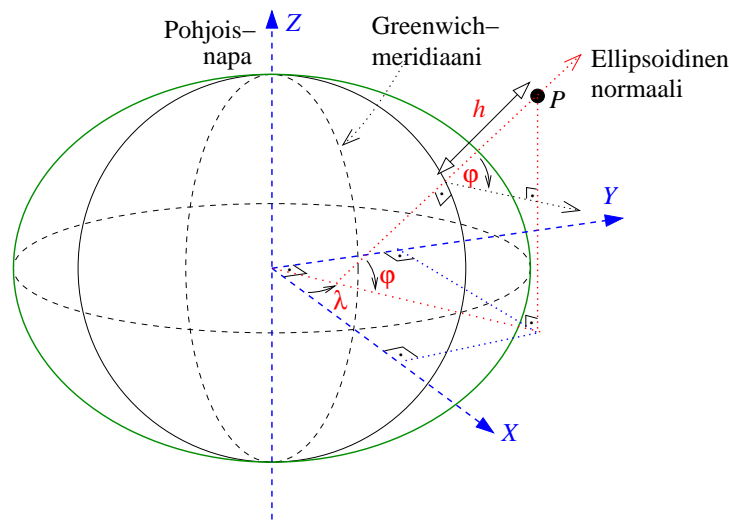 Pohjois–
napa
Z
Greenwich–
meridiaani
Ellipsoidinen
normaali
P
h
φ
Y
φ
λ
X